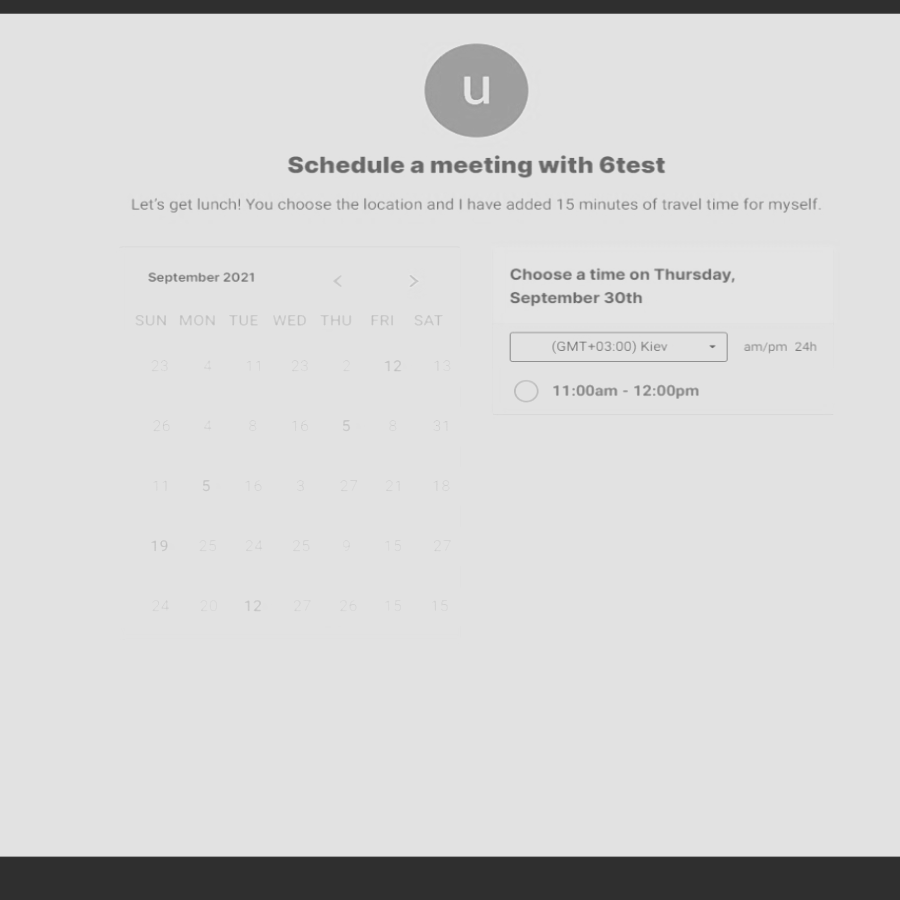 u
Schedule a meeting with 6test
Let's get lunch! You choose the location and I have added 15 minutes of travel time for myself.
September 2021 < >
SUN MON TUE WED THU FRI SAT
23 4 11 23 2 12 13
26 4 8 16 5 8 31
11 5 16 3 27 21 18
19 25 24 25 9 15 27
24 20 12 27 26 15 15
Choose a time on Thursday,
September 30th
(GMT+03:00) Kiev am/pm 24h
11:00am - 12:00pm